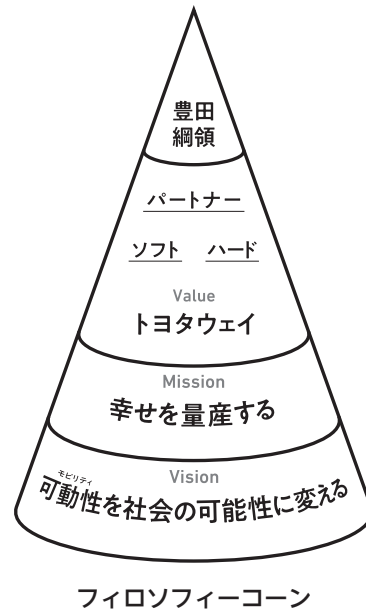 豊田
綱領
パートナー
ソフト ハード
Value
トヨタウェイ
Mission
幸せを量産する
Vision
モビリティ
可動性を社会の可能性に変える
フィロソフィーコーン